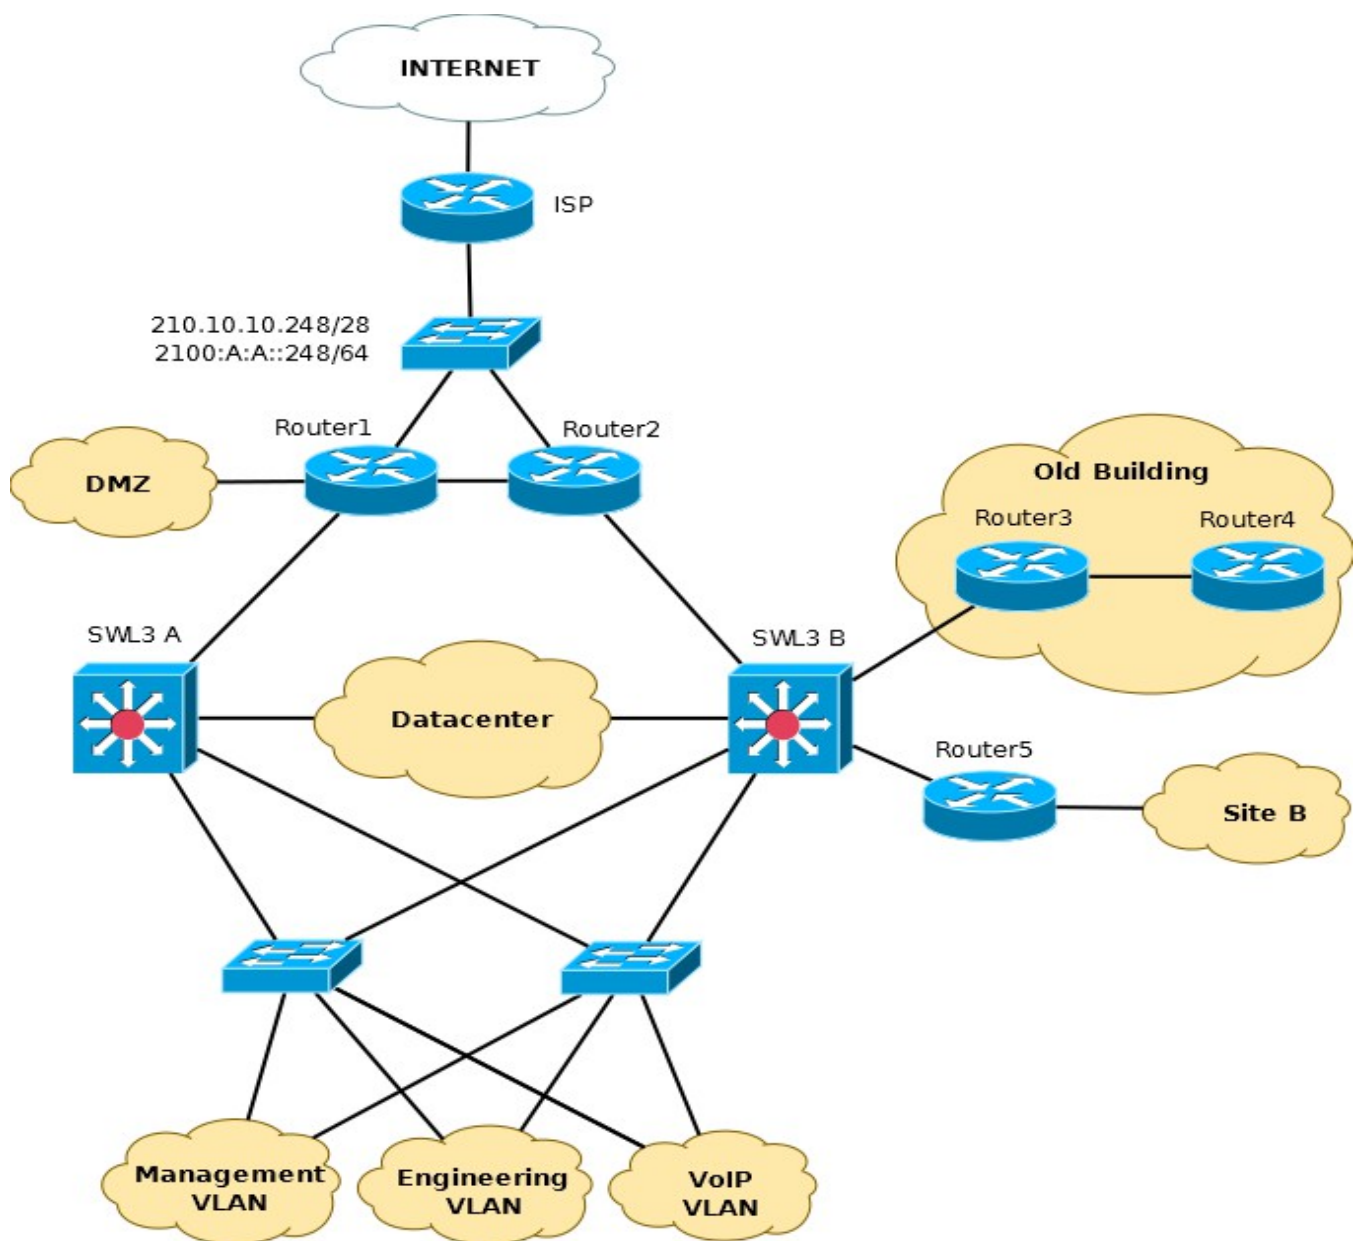 INTERNET
ISP
210.10.10.248/28
2100:A:A::248/64
Router1
Router2
DMZ
Old Building
Router3
Router4
SWL3 A
SWL3 B
Datacenter
Router5
Site B
Management
VLAN
Engineering
VLAN
VoIP
VLAN